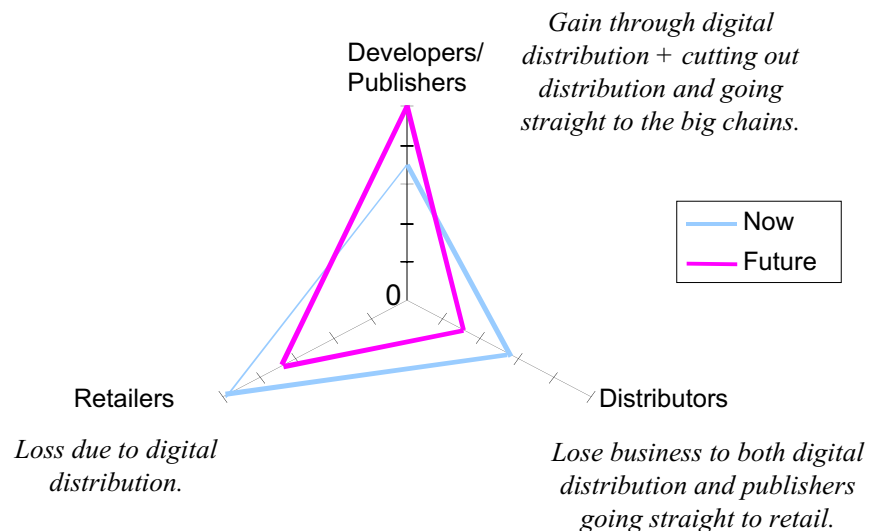 Gain through digital
distribution + cutting out
distribution and going
straight to the big chains.
Developers/
Publishers
Now
Future
0
Retailers
Distributors
Loss due to digital
distribution.
Lose business to both digital
distribution and publishers
going straight to retail.